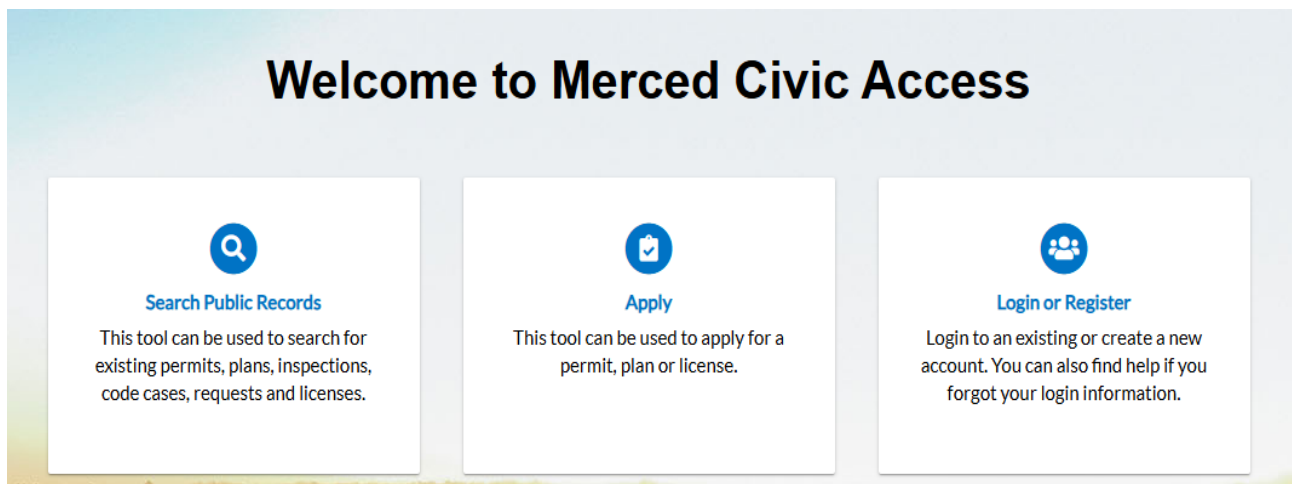 Welcome to Merced Civic Access
Search Public Records
This tool can be used to search for
existing permits, plans, inspections,
code cases, requests and licenses.
Apply
This tool can be used to apply for a
permit, plan or license.
Login or Register
Login to an existing or create a new
account. You can also find help if you
forgot your login information.